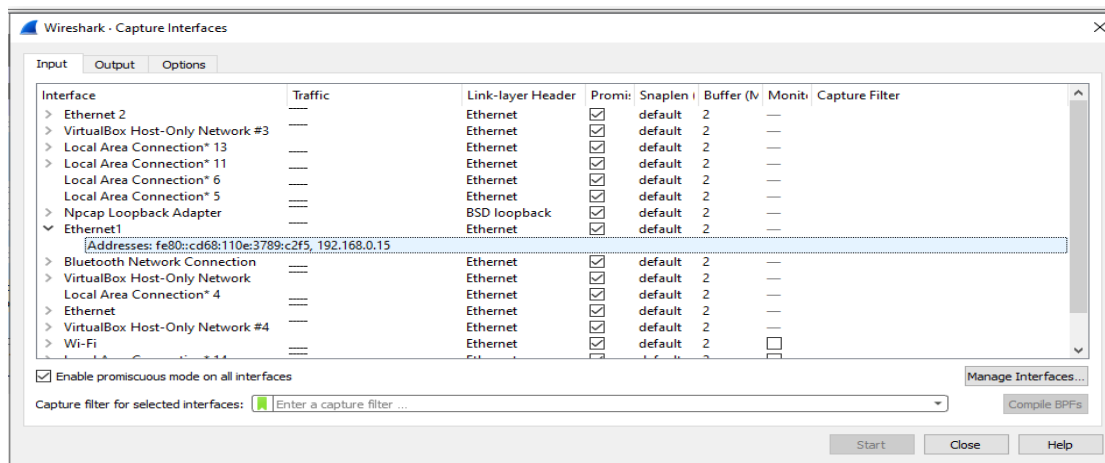 Wireshark · Capture Interfaces
Input Output Options
Interface Traffic Link-layer Header Promis Snaplen ( Buffer (M Monito Capture Filter
Ethernet 2 Ethernet default 2 —
VirtualBox Host-Only Network #3 Ethernet default 2 —
Local Area Connection* 13 Ethernet default 2 —
Local Area Connection* 11 Ethernet default 2 —
Local Area Connection* 6 Ethernet default 2 —
Local Area Connection* 5 Ethernet default 2 —
Npcap Loopback Adapter BSD loopback default 2 —
Ethernet1 Ethernet default 2 —
Addresses: fe80::cd68:110e:3789:c2f5, 192.168.0.15
Bluetooth Network Connection Ethernet default 2 —
VirtualBox Host-Only Network Ethernet default 2 —
Local Area Connection* 4 Ethernet default 2 —
Ethernet Ethernet default 2 —
VirtualBox Host-Only Network #4 Ethernet default 2 —
Wi-Fi Ethernet default 2
Enable promiscuous mode on all interfaces Manage Interfaces...
Capture filter for selected interfaces: Enter a capture filter ... Compile BPFs
Start Close Help